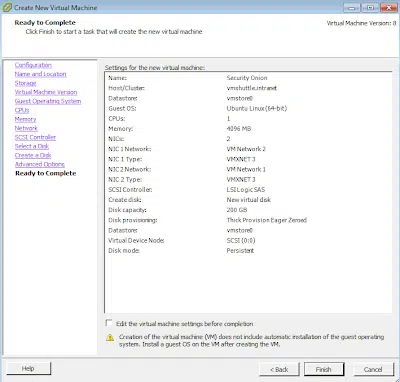 Create New Virtual Machine
Ready to Complete
Click Finish to start a task that will create the new virtual machine
Virtual Machine Version: 8
Configuration
Name and Location
Storage
Virtual Machine Version
Guest Operating System
CPUs
Memory
Network
SCSI Controller
Select a Disk
Create a Disk
Advanced Options
Ready to Complete
Settings for the new virtual machine:
Name: Security Onion
Host/Cluster: vmshuttle.intranet
Datastore: vmstore0
Guest OS: Ubuntu Linux (64-bit)
CPUs: 1
Memory: 4096 MB
NICs: 2
NIC 1 Network: VM Network 2
NIC 1 Type: VMXNET 3
NIC 2 Network: VM Network 1
NIC 2 Type: VMXNET 3
SCSI Controller: LSI Logic SAS
Create disk: New virtual disk
Disk capacity: 200 GB
Disk provisioning: Thick Provision Eager Zeroed
Datastore: vmstore0
Virtual Device Node: SCSI (0:0)
Disk mode: Persistent
Edit the virtual machine settings before completion
Creation of the virtual machine (VM) does not include automatic installation of the guest operating
system. Install a guest OS on the VM after creating the VM.
Help
< Back
Finish
Cancel